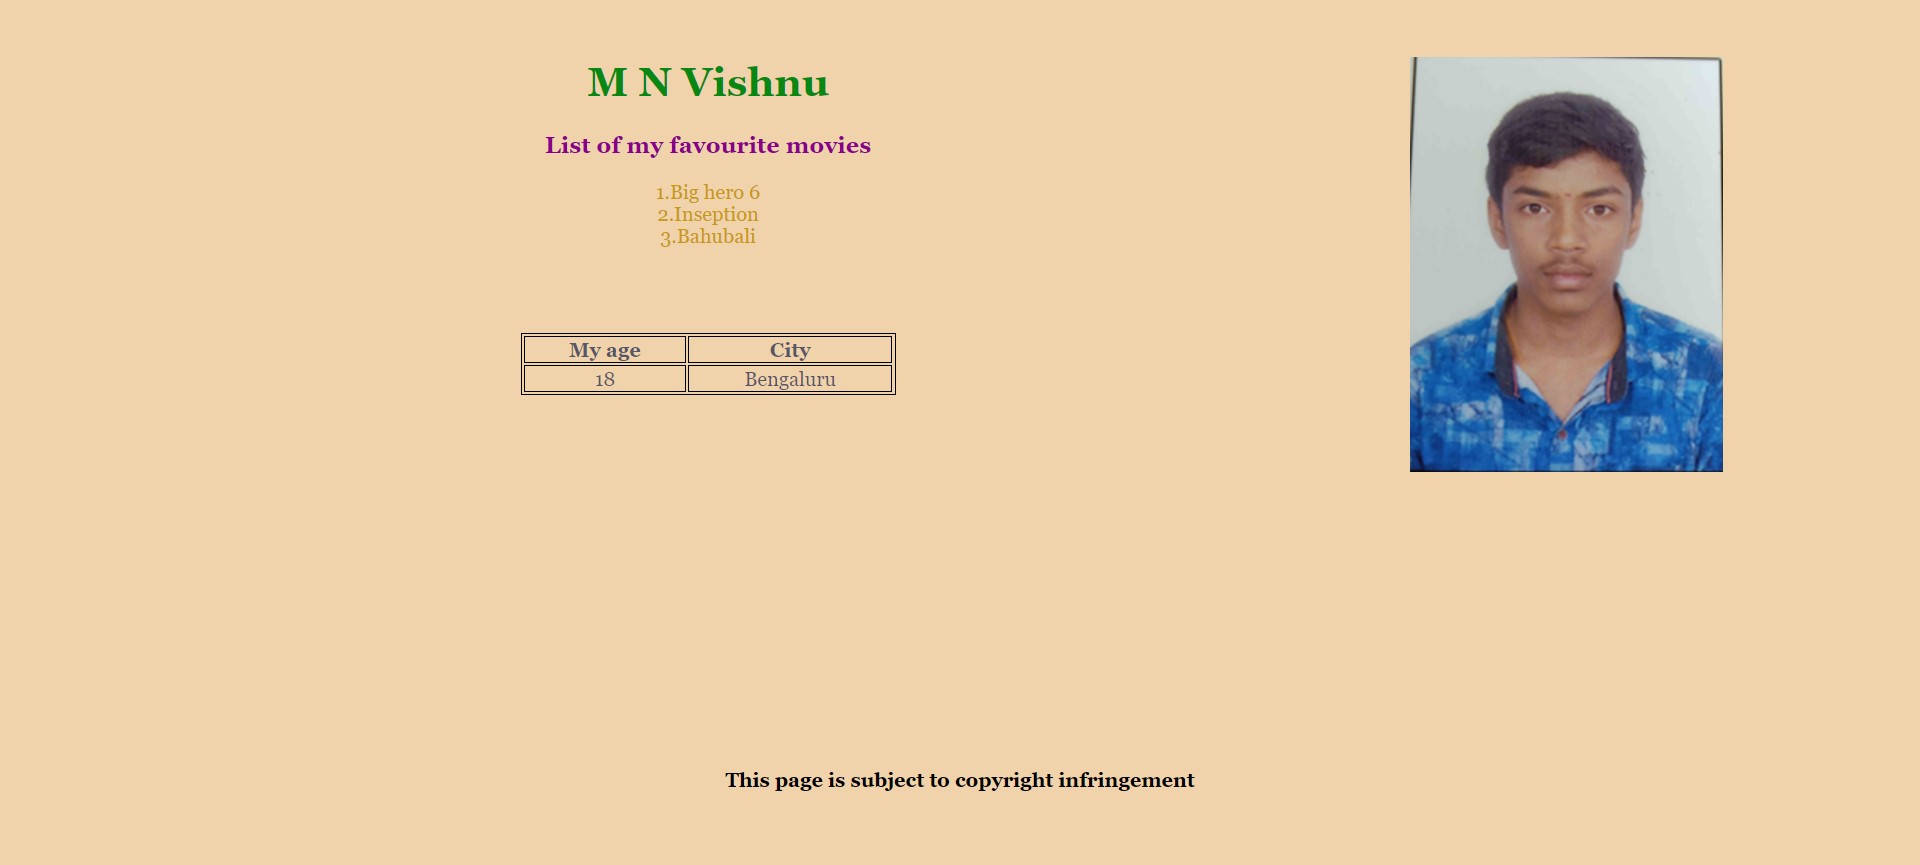 M N Vishnu
List of my favourite movies
1.Big hero 6
2.Inseption
3.Bahubali
My age City
18 Bengaluru
This page is subject to copyright infringement